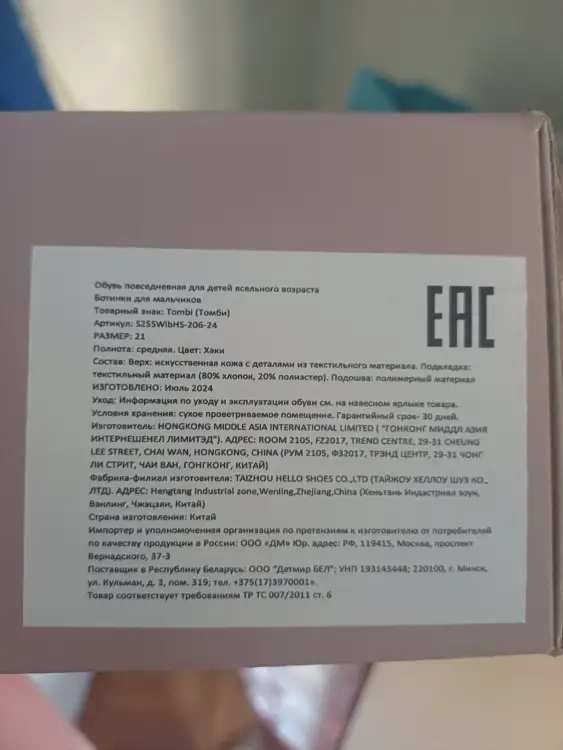 Обувь повседневная для детей ясельного возраста
Ботинки для мальчиков
Товарный знак: Tombi (Томби)
Артикул: S25SWibHS-206-24
РАЗМЕР: 21
Полнота: средняя. Цвет: Хаки
Состав: Верх: искусственная кожа с деталями из текстильного материала. Подкладка:
текстильный материал (80% хлопок, 20% полиэстер). Подошва: полимерный материал
ИЗГОТОВЛЕНО: Июль 2024
Уход: Информация по уходу и эксплуатации обуви см. на навесном ярлыке товара.
Условия хранения: сухое проветриваемое помещение. Гарантийный срок- 30 дней.
Изготовитель: HONGKONG MIDDLE ASIA INTERNATIONAL LIMITED ( "ГОНКОНГ МИДДЛ АЗИЯ
ИНТЕРНЕШЕНЕЛ ЛИМИТЭД"). АДРЕС: ROOM 2105, FZ2017, TREND CENTRE, 29-31 CHEUNG
LEE STREET, CHAI WAN, HONGKONG, CHINA (РУМ 2105, ФЗ2017, ТРЭНД ЦЕНТР, 29-31 ЧОНГ
ЛИ СТРИТ, ЧАИ ВАН, ГОНГКОНГ, КИТАЙ)
Фабрика-филиал изготовителя: TAIZHOU HELLO SHOES CO.,LTD (ТАЙЖОУ ХЕЛЛОУ ШУЗ КО.,
ЛТД). АДРЕС: Hengtang Industrial zone,Wenling,Zhejiang,China (Хеньтань Индастриал зоун,
Ванлинг, Чжэцзян, Китай)
Страна изготовления: Китай
Импортер и уполномоченная организация по претензиям к изготовителю от потребителей
по качеству продукции в России: ООО «ДМ» Юр. адрес: РФ, 119415, Москва, проспект
Вернадского, 37-3
Поставщик в Республику Беларусь: ООО "Детмир БЕЛ"; УНП 193143448; 220100, г. Минск,
ул. Кульман, д. 3, пом. 319; тел. +375(17)3970001».
Товар соответствует требованиям ТР ТС 007/2011 ст. 6
EAC